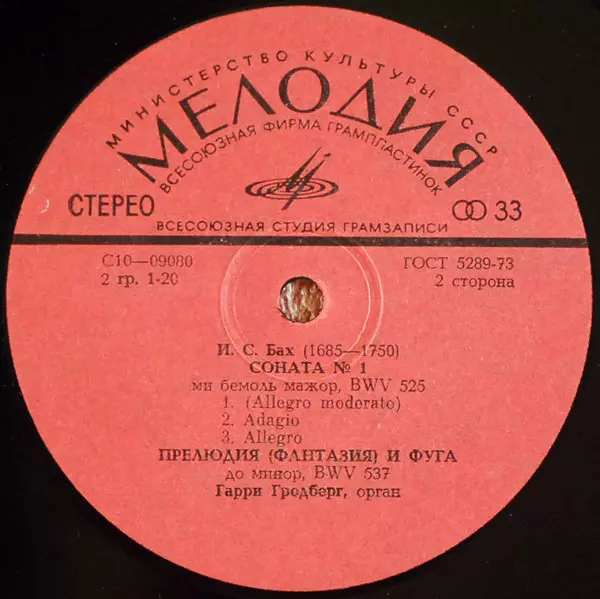 МИНИСТЕРСТВО КУЛЬТУРЫ СССР
МЕЛОДИЯ
ВСЕСОЮЗНАЯ ФИРМА ГРАМПЛАСТИНОК
СТЕРЕО
33
ВСЕСОЮЗНАЯ СТУДИЯ ГРАМЗАПИСИ
С10—09080
ГОСТ 5289-73
2 гр. 1-20
2 сторона
И. С. Бах (1685—1750)
СОНАТА № 1
ми бемоль мажор, BWV 525
1. (Allegro moderato)
2. Adagio
3. Allegro
ПРЕЛЮДИЯ (ФАНТАЗИЯ) И ФУГА
до минор, BWV 537
Гарри Гродберг, орган